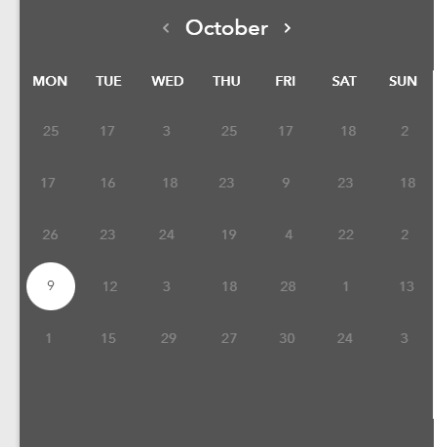 ‹ October ›
MON TUE WED THU FRI SAT SUN
25 17 3 25 17 18 2
17 16 18 23 9 23 18
26 23 24 19 4 22 2
9 12 3 18 28 1 13
1 15 29 27 30 24 3